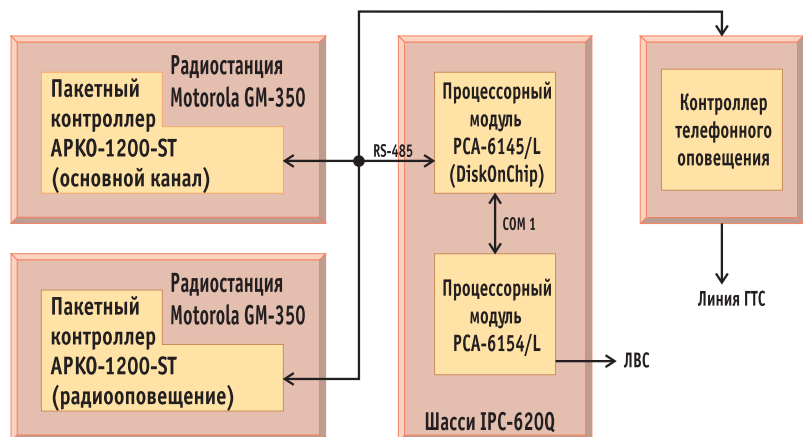 Радиостанция
Motorola GM-350
Пакетный
контроллер
АРКО-1200-ST
(основной канал)
RS-485
Процессорный
модуль
PCA-6145/L
(DiskOnChip)
COM 1
Процессорный
модуль
PCA-6154/L
Шасси IPC-620Q
ЛВС
Контроллер
телефонного
оповещения
Линия ГТС
Радиостанция
Motorola GM-350
Пакетный
контроллер
АРКО-1200-ST
(радиооповещение)